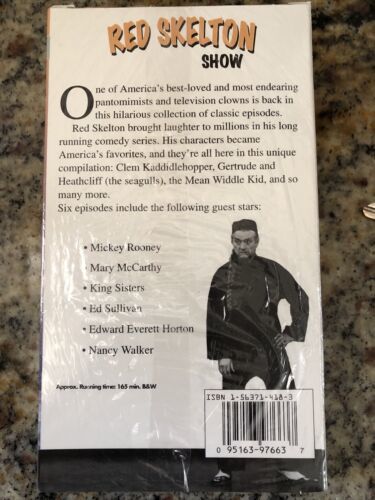 RED SKELTON
SHOW
One of America's best-loved and most endearing
pantomimists and television clowns is back in
this hilarious collection of classic episodes.
Red Skelton brought laughter to millions in his long
running comedy series. His characters became
America's favorites, and they're all here in this unique
compilation: Clem Kaddidlehopper, Gertrude and
Heathcliff (the seagulls), the Mean Widdle Kid, and so
many more.
Six episodes include the following guest stars:
• Mickey Rooney
• Mary McCarthy
• King Sisters
• Ed Sullivan
• Edward Everett Horton
• Nancy Walker
Approx. Running time: 165 min. B&W
ISBN 1-56371-418-3
0 95163-97663 7